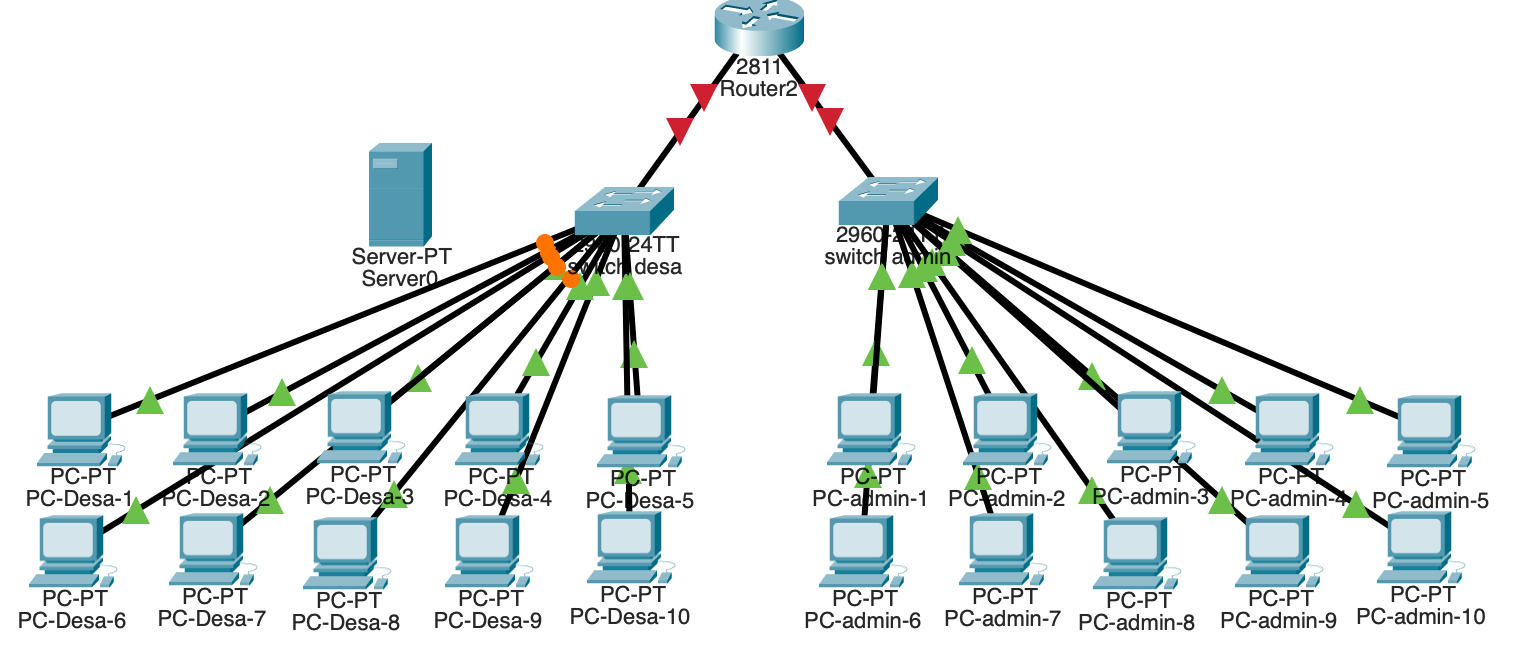 2811
Router2
Server-PT
Server0
24TT
switch desa
2960-2
switch admin
PC-PT
PC-Desa-1
PC-PT
PC-Desa-2
PC-PT
PC-Desa-3
PC-PT
PC-Desa-4
PC-PT
PC-Desa-5
PC-PT
PC-admin-1
PC-PT
PC-admin-2
PC-PT
PC-admin-3
PC-PT
PC-admin-4
PC-PT
PC-admin-5
PC-PT
PC-Desa-6
PC-PT
PC-Desa-7
PC-PT
PC-Desa-8
PC-PT
PC-Desa-9
PC-PT
PC-Desa-10
PC-PT
PC-admin-6
PC-PT
PC-admin-7
PC-PT
PC-admin-8
PC-PT
PC-admin-9
PC-PT
PC-admin-10